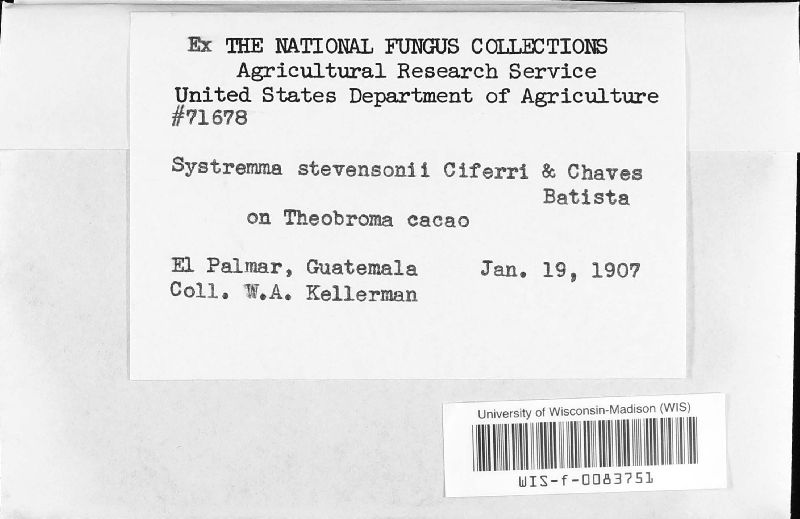 Ex THE NATIONAL FUNGUS COLLECTIONS
Agricultural Research Service
United States Department of Agriculture
#71678
Systremma stevensonii Ciferri & Chaves
Batista
on Theobroma cacao
El Palmar, Guatemala Jan. 19, 1907
Coll. W.A. Kellerman
University of Wisconsin-Madison (WIS)
WIS-f-0083751